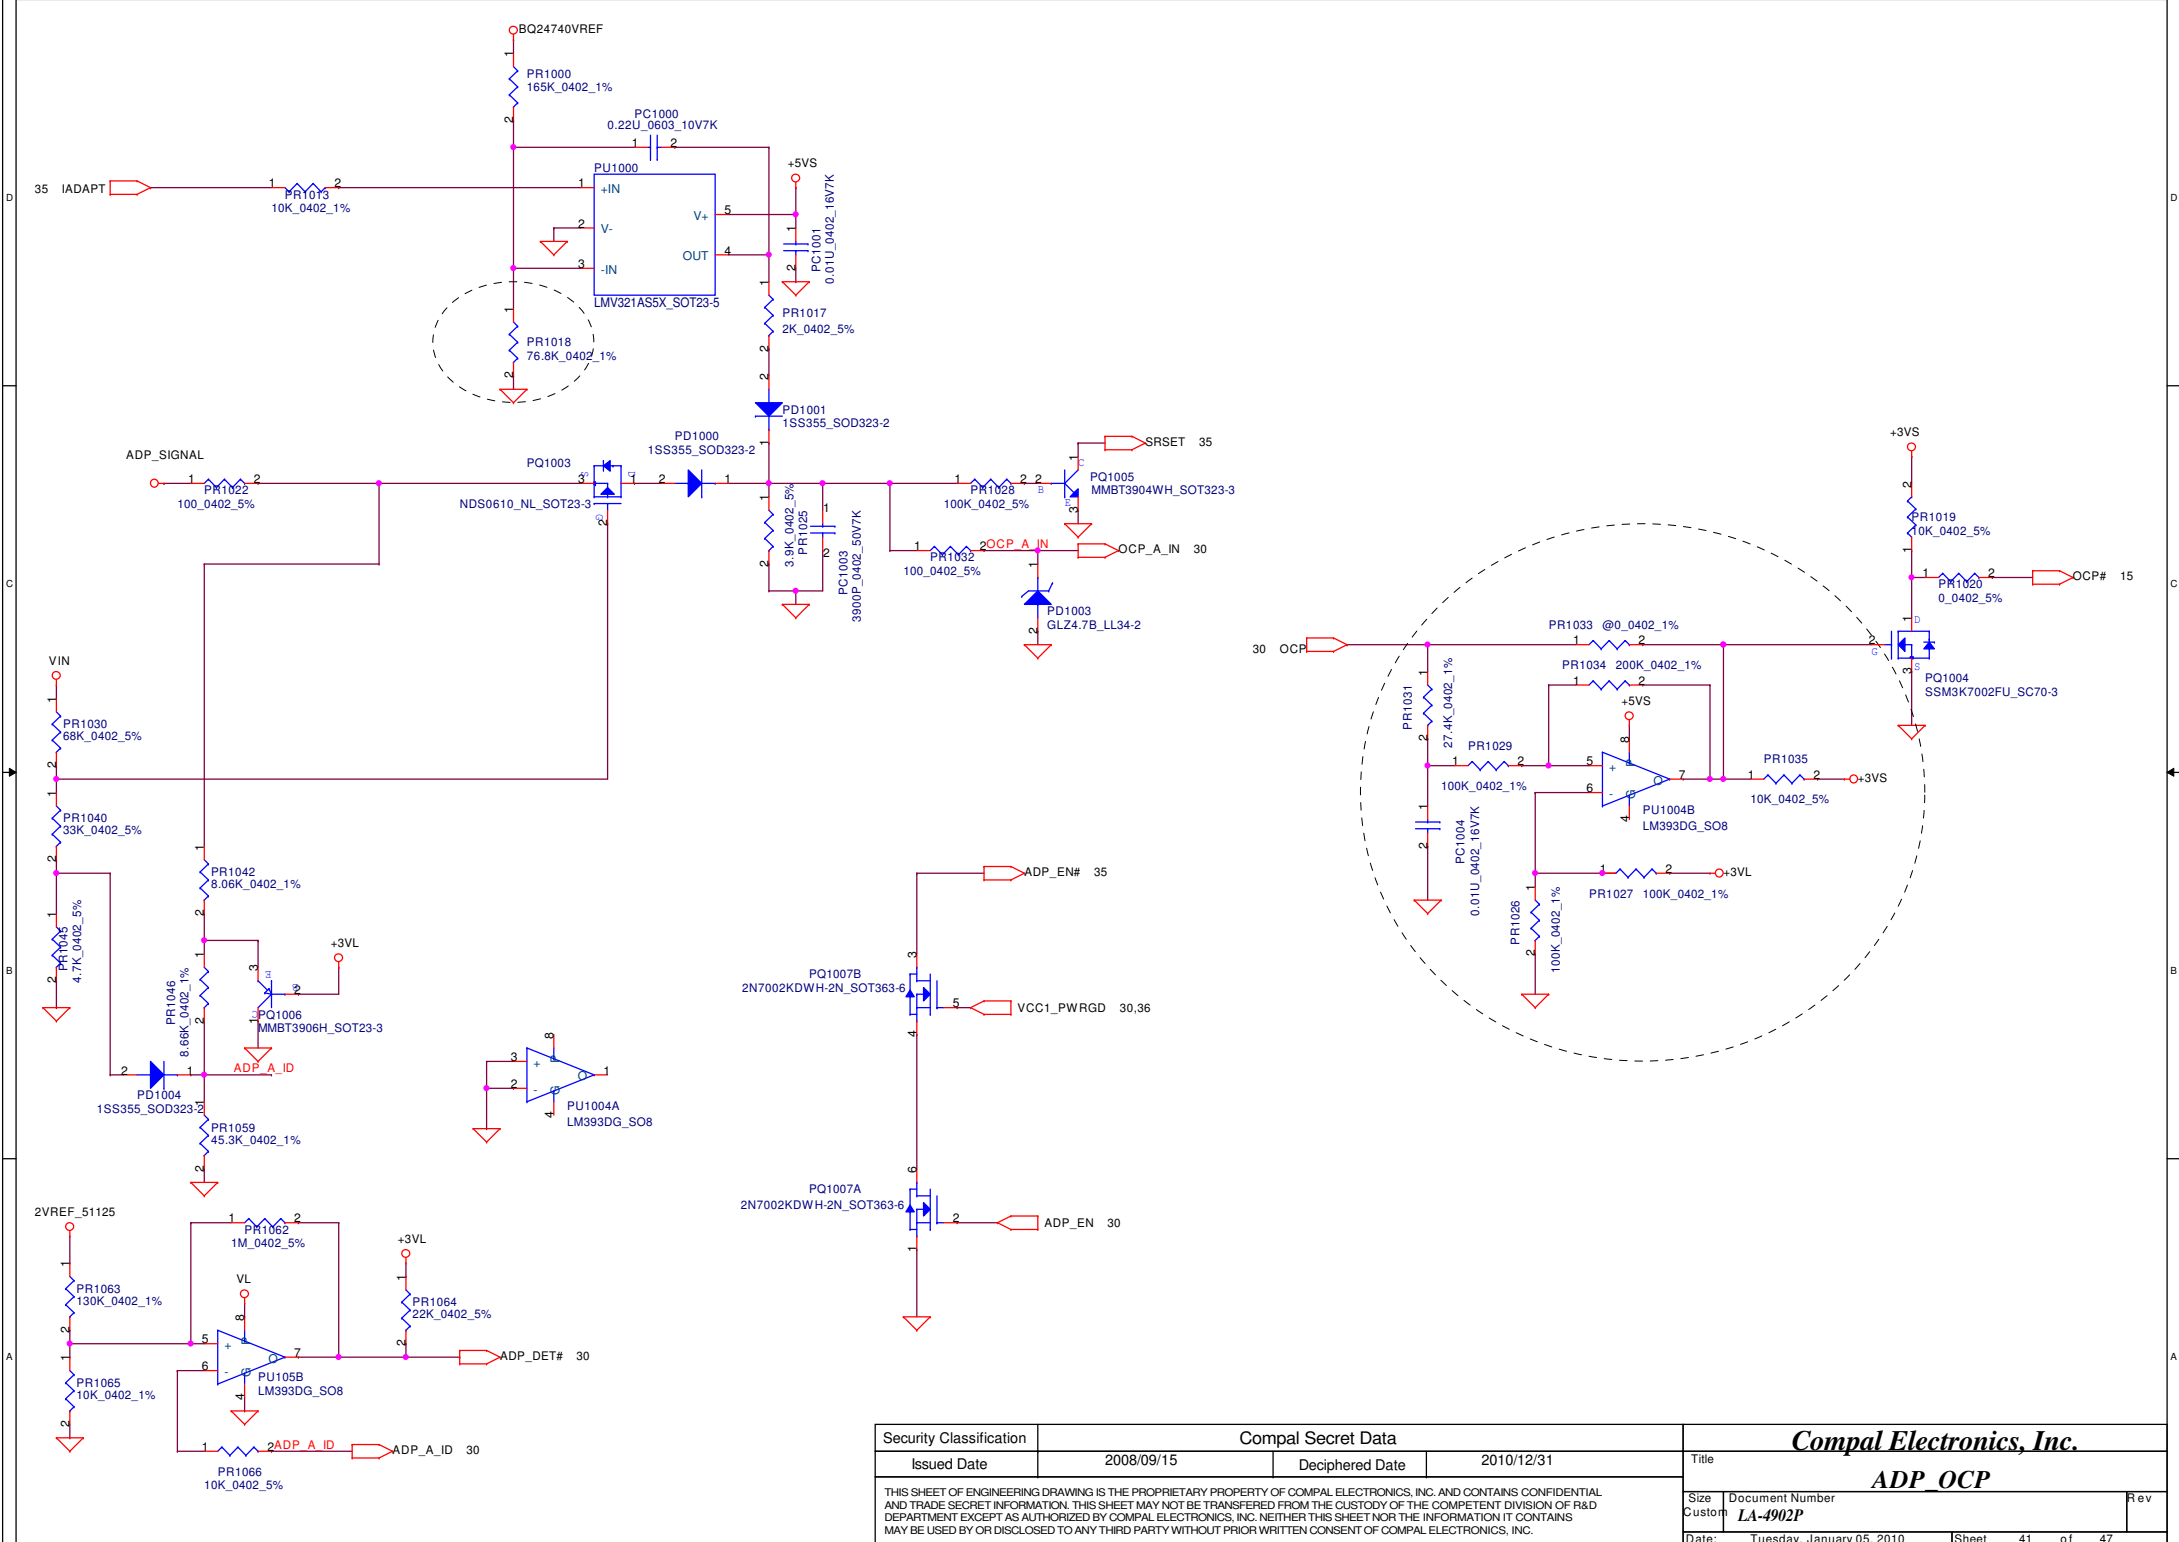 BQ24740VREF
PR1000
165K_0402_1%
PC1000
0.22U_0603_10V7K
35 IADAPT
PR1013
10K_0402_1%
PU1000
+IN
V-
-IN
V+
OUT
LMV321AS5X_SOT23-5
+5VS
PC1001
0.01U_0402_16V7K
PR1018
76.8K_0402_1%
PR1017
2K_0402_5%
PD1001
1SS355_SOD323-2
PD1000
1SS355_SOD323-2
ADP_SIGNAL
PR1022
100_0402_5%
PQ1003
NDS0610_NL_SOT23-3
3.9K_0402_5%
PR1025
PC1003
3900P_0402_50V7K
PR1028
100K_0402_5%
SRSET 35
PQ1005
MMBT3904WH_SOT323-3
PR1032
100_0402_5%
OCP_A_IN
OCP_A_IN 30
PD1003
GLZ4.7B_LL34-2
+3VS
PR1019
10K_0402_5%
PR1020
0_0402_5%
OCP# 15
30 OCP
PR1033 @0_0402_1%
PR1034 200K_0402_1%
PQ1004
SSM3K7002FU_SC70-3
PR1031
27.4K_0402_1%
+5VS
PR1029
100K_0402_1%
PU1004B
LM393DG_SO8
PR1035
10K_0402_5%
+3VS
PC1004
0.01U_0402_16V7K
PR1027 100K_0402_1%
+3VL
PR1026
100K_0402_1%
VIN
PR1030
68K_0402_5%
PR1040
33K_0402_5%
PR1045
4.7K_0402_5%
PR1042
8.06K_0402_1%
PR1046
8.66K_0402_1%
+3VL
PQ1006
MMBT3906H_SOT23-3
ADP_A_ID
PD1004
1SS355_SOD323-2
PR1059
45.3K_0402_1%
PU1004A
LM393DG_SO8
ADP_EN# 35
PQ1007B
2N7002KDWH-2N_SOT363-6
VCC1_PWRGD 30,36
PQ1007A
2N7002KDWH-2N_SOT363-6
ADP_EN 30
2VREF_51125
PR1062
1M_0402_5%
+3VL
PR1063
130K_0402_1%
VL
PR1064
22K_0402_5%
PR1065
10K_0402_1%
PU105B
LM393DG_SO8
ADP_DET# 30
PR1066
10K_0402_5%
ADP_A_ID
ADP_A_ID 30
Security Classification
Compal Secret Data
Issued Date
2008/09/15
Deciphered Date
2010/12/31
THIS SHEET OF ENGINEERING DRAWING IS THE PROPRIETARY PROPERTY OF COMPAL ELECTRONICS, INC. AND CONTAINS CONFIDENTIAL
AND TRADE SECRET INFORMATION. THIS SHEET MAY NOT BE TRANSFERED FROM THE CUSTODY OF THE COMPETENT DIVISION OF R&D
DEPARTMENT EXCEPT AS AUTHORIZED BY COMPAL ELECTRONICS, INC. NEITHER THIS SHEET NOR THE INFORMATION IT CONTAINS
MAY BE USED BY OR DISCLOSED TO ANY THIRD PARTY WITHOUT PRIOR WRITTEN CONSENT OF COMPAL ELECTRONICS, INC.
Compal Electronics, Inc.
Title
ADP_OCP
Size
Custom
Document Number
LA-4902P
Rev
Date: Tuesday, January 05, 2010
Sheet 41 of 47